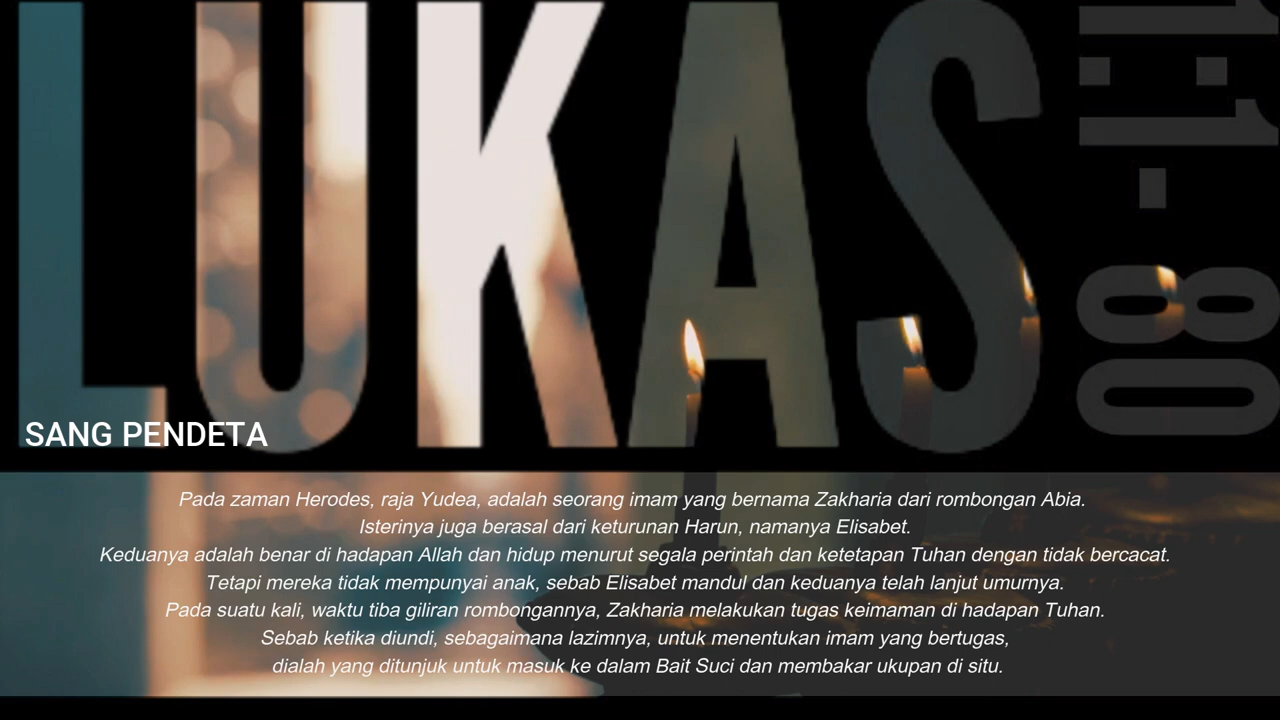 LUKAS
1:1-80
SANG PENDETA
Pada zaman Herodes, raja Yudea, adalah seorang imam yang bernama Zakharia dari rombongan Abia.
Isterinya juga berasal dari keturunan Harun, namanya Elisabet.
Keduanya adalah benar di hadapan Allah dan hidup menurut segala perintah dan ketetapan Tuhan dengan tidak bercacat.
Tetapi mereka tidak mempunyai anak, sebab Elisabet mandul dan keduanya telah lanjut umurnya.
Pada suatu kali, waktu tiba giliran rombongannya, Zakharia melakukan tugas keimaman di hadapan Tuhan.
Sebab ketika diundi, sebagaimana lazimnya, untuk menentukan imam yang bertugas,
dialah yang ditunjuk untuk masuk ke dalam Bait Suci dan membakar ukupan di situ.